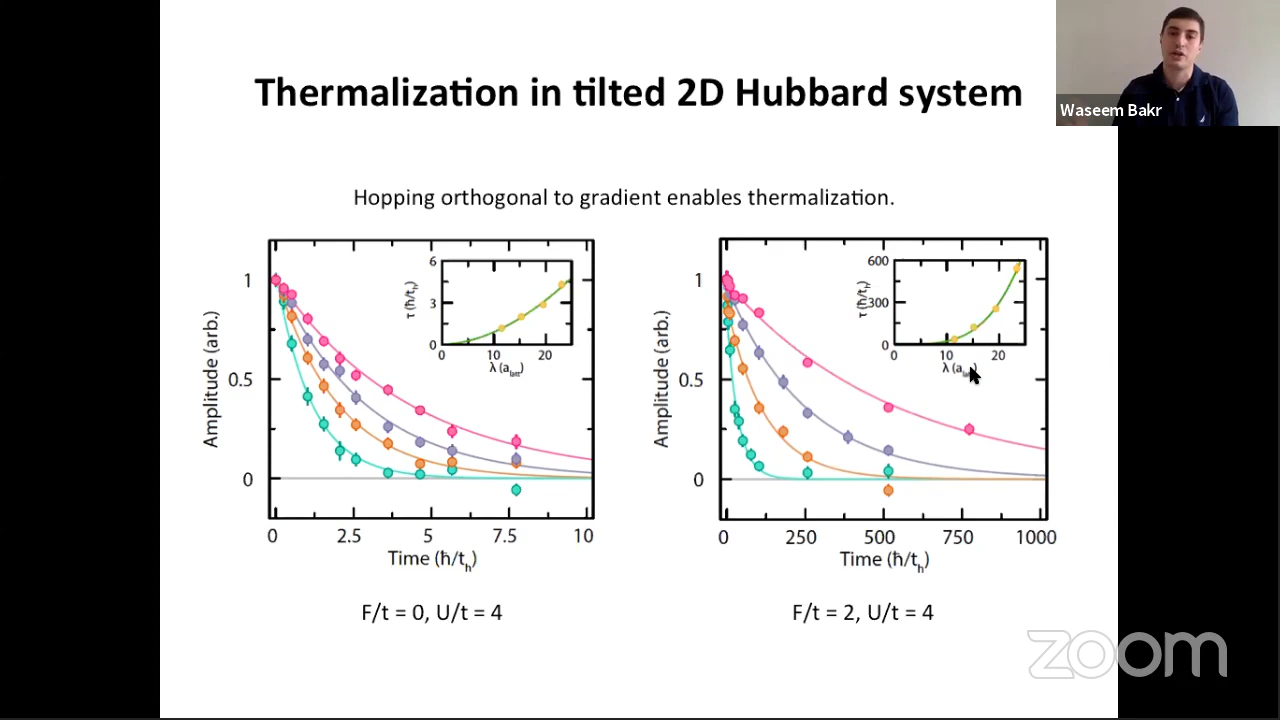 Thermalization in tilted 2D Hubbard system
Waseem Bakr
Hopping orthogonal to gradient enables thermalization.
Amplitude (arb.)
1
0.5
0
0
2.5
5
7.5
10
Time (ħ/t_h)
τ (ħ/t_h)
6
3
0
0
10
20
λ (a_latt)
F/t = 0, U/t = 4
Amplitude (arb.)
1
0.5
0
0
250
500
750
1000
Time (ħ/t_h)
τ (ħ/t_h)
600
300
0
0
10
20
λ (a_latt)
F/t = 2, U/t = 4
zoom